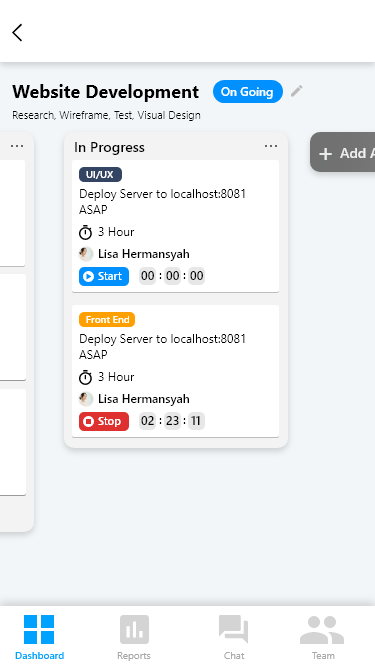 Website Development
On Going
Research, Wireframe, Test, Visual Design
In Progress
UI/UX
Deploy Server to localhost:8081
ASAP
3 Hour
Lisa Hermansyah
Start
00 : 00 : 00
Front End
Deploy Server to localhost:8081
ASAP
3 Hour
Lisa Hermansyah
Stop
02 : 23 : 11
+ Add A
Dashboard
Reports
Chat
Team